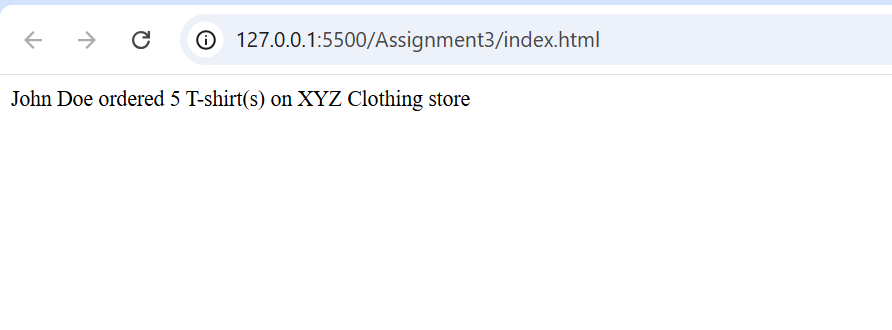 127.0.0.1:5500/Assignment3/index.html
John Doe ordered 5 T-shirt(s) on XYZ Clothing store